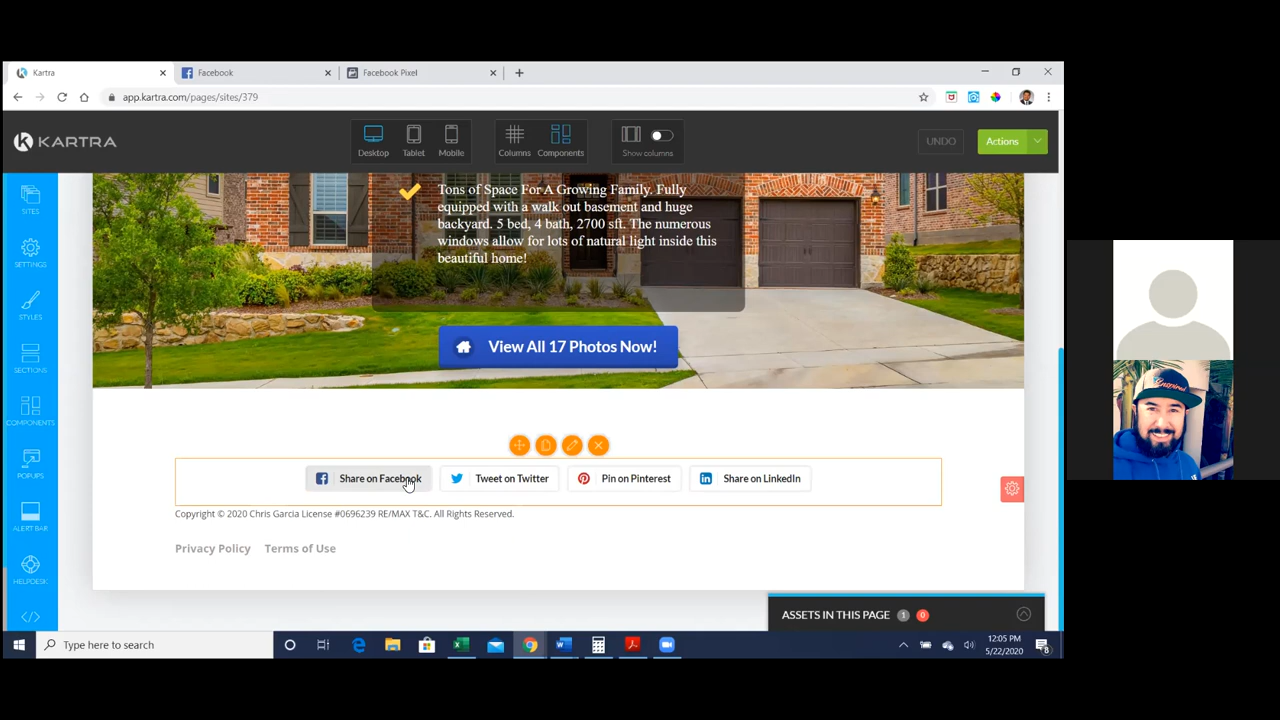 Kartra
Facebook
Facebook Pixel
app.kartra.com/pages/sites/379
KARTRA
Desktop
Tablet
Mobile
Columns
Components
Show columns
UNDO
Actions
SITES
SETTINGS
STYLES
SECTIONS
COMPONENTS
POPUPS
ALERT BAR
HELPDESK
Tons of Space For A Growing Family. Fully
equipped with a walk out basement and huge
backyard. 5 bed, 4 bath, 2700 sft. The numerous
windows allow for lots of natural light inside this
beautiful home!
View All 17 Photos Now!
Share on Facebook
Tweet on Twitter
Pin on Pinterest
Share on LinkedIn
Copyright © 2020 Chris Garcia License #0696239 RE/MAX T&C. All Rights Reserved.
Privacy Policy Terms of Use
ASSETS IN THIS PAGE 1 0
Type here to search
12:05 PM
5/22/2020
8
Inspired